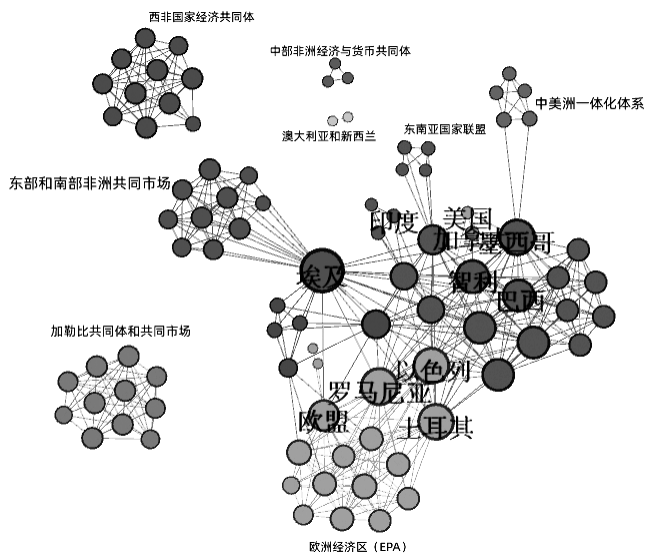 西非国家经济共同体
中部非洲经济与货币共同体
中美洲一体化体系
澳大利亚和新西兰
东南亚国家联盟
东部和南部非洲共同市场
印度
美国
加拿
墨西哥
埃及
智利
巴西
加勒比共同体和共同市场
以色列
罗马尼亚
欧盟
土耳其
欧洲经济区（EPA）